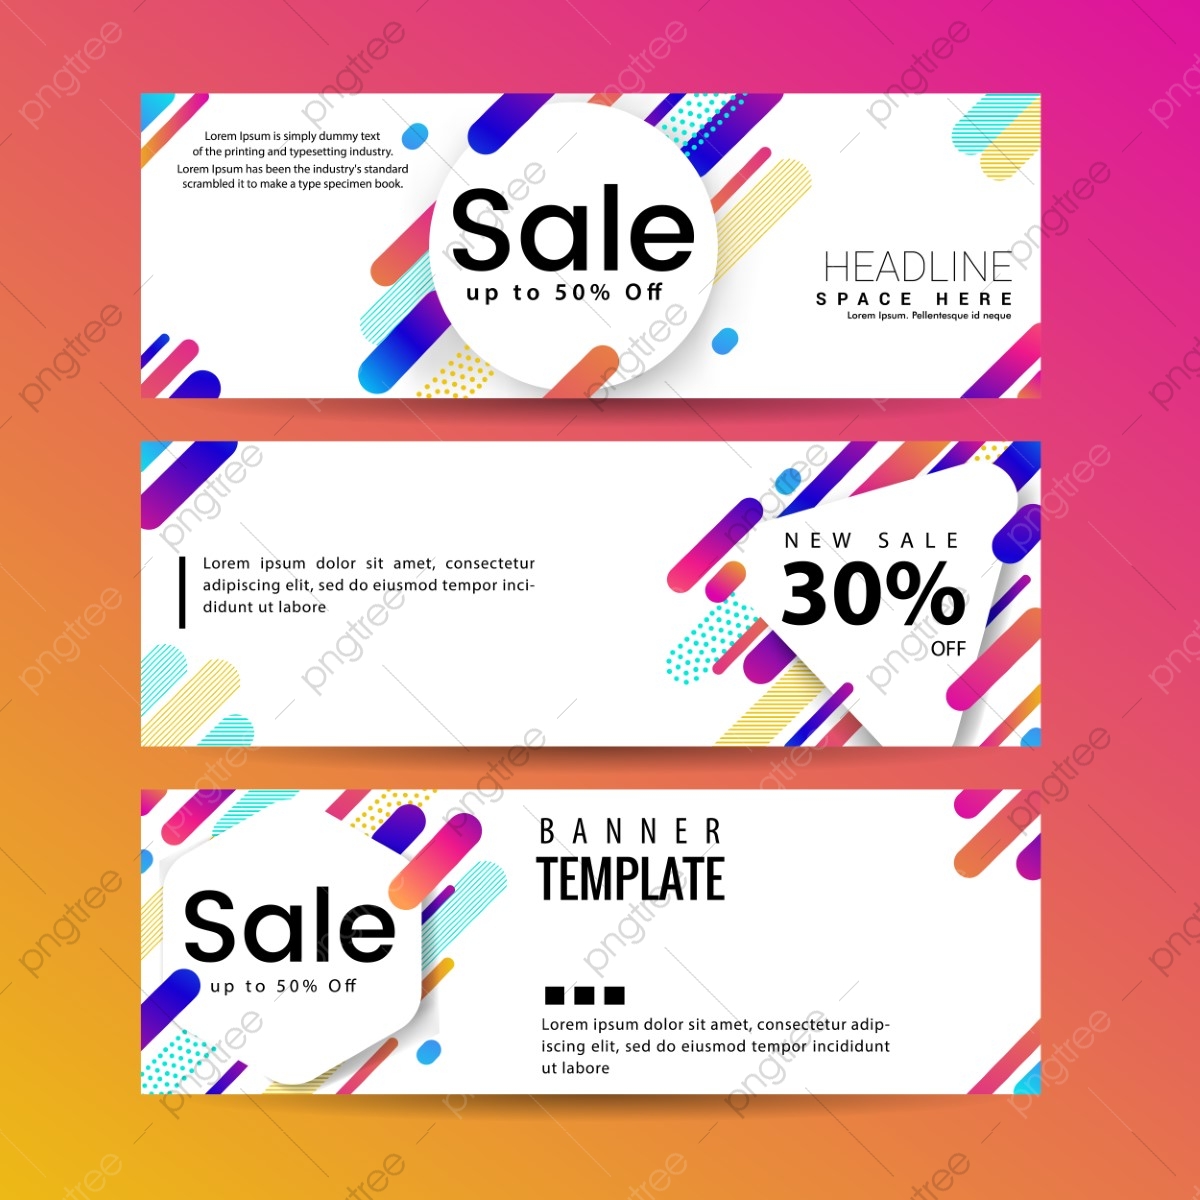 Lorem Ipsum is simply dummy text
of the printing and typesetting industry.
Lorem Ipsum has been the industry's standard
scrambled it to make a type specimen book.
Sale
up to 50% Off
HEADLINE
SPACE HERE
Lorem Ipsum. Pellentesque id neque
Lorem ipsum dolor sit amet, consectetur
adipiscing elit, sed do eiusmod tempor inci-
didunt ut labore
NEW SALE
30%
OFF
Sale
up to 50% Off
BANNER
TEMPLATE
Lorem ipsum dolor sit amet, consectetur adip-
iscing elit, sed do eiusmod tempor incididunt
ut labore
pngtree